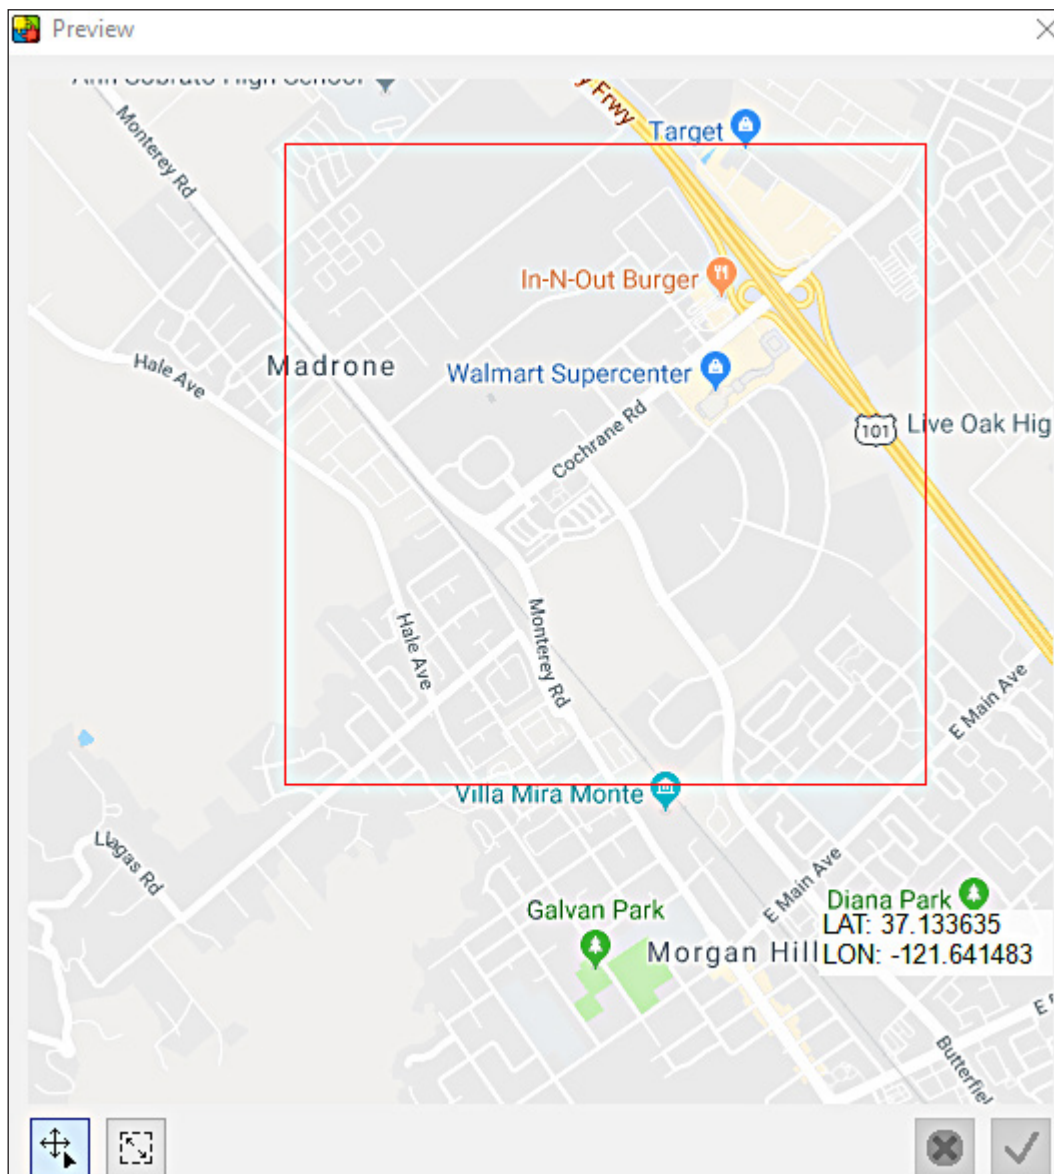 Preview
Ann Sobrato High School
y Frwy
Target
Monterey Rd
In-N-Out Burger
Hale Ave
Madrone
Walmart Supercenter
Cochrane Rd
101
Live Oak Hig
Hale Ave
Monterey Rd
E Main Ave
Villa Mira Monte
Llagas Rd
E Main Ave
Diana Park
Galvan Park
LAT: 37.133635
Morgan Hill
LON: -121.641483
E
Butterfiel